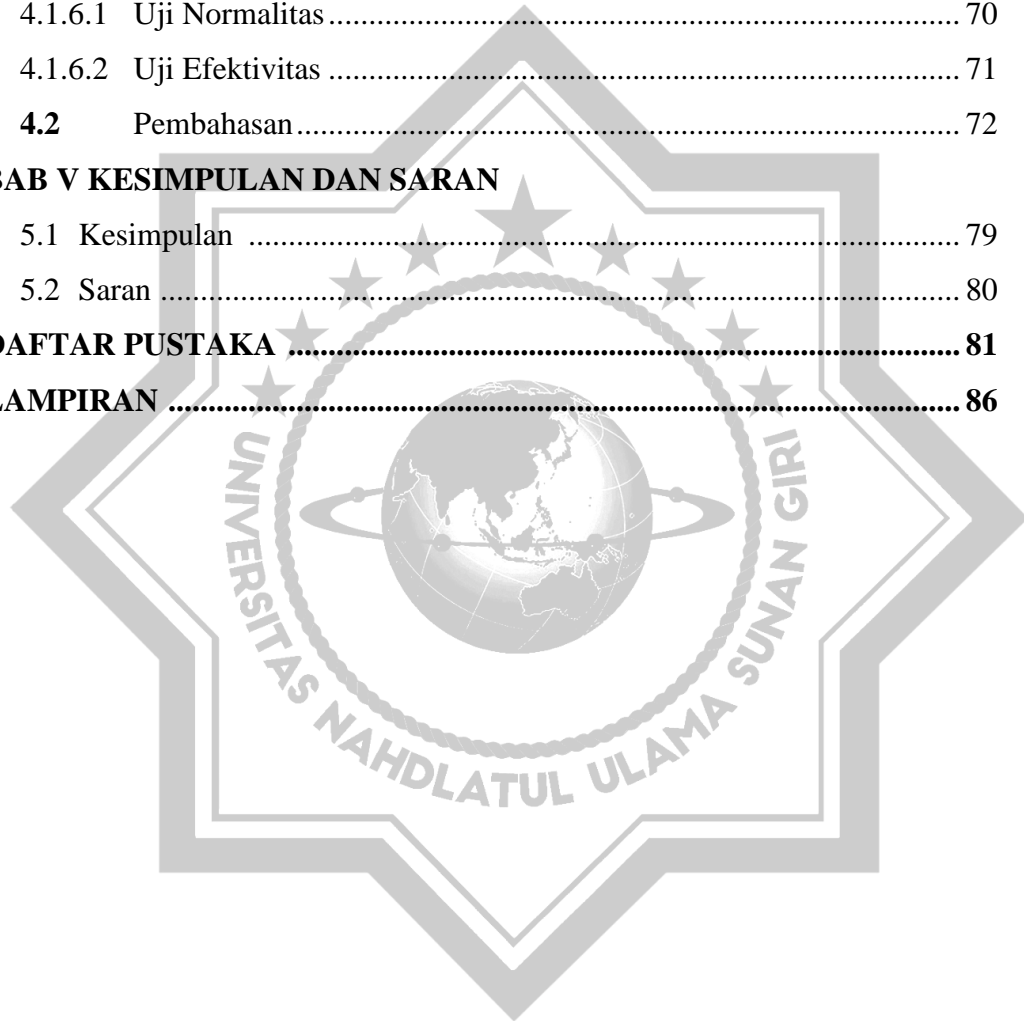 4.1.6.1 Uji Normalitas ............................................................................... 70
4.1.6.2 Uji Efektivitas ............................................................................... 71
4.2 Pembahasan ................................................................................... 72
BAB V KESIMPULAN DAN SARAN
5.1 Kesimpulan ......................................................................................... 79
5.2 Saran .................................................................................................... 80
DAFTAR PUSTAKA .................................................................................... 81
LAMPIRAN ................................................................................................... 86
UNIVERSITAS NAHDLATUL ULAMA SUNAN GIRI